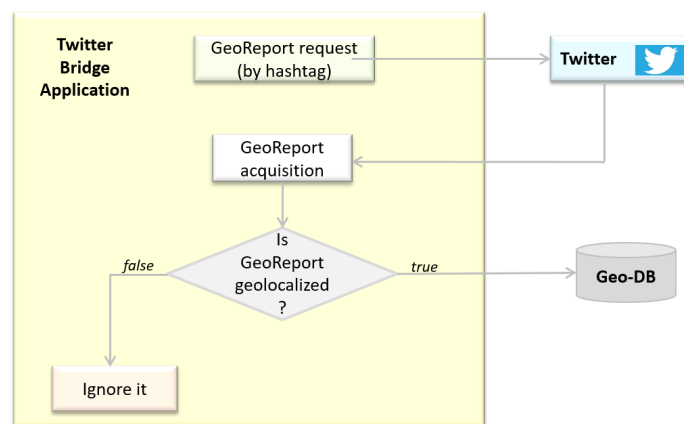 Twitter
Bridge
Application
GeoReport request
(by hashtag)
Twitter
GeoReport
acquisition
Is
GeoReport
geolocalized
?
false
true
Geo-DB
Ignore it